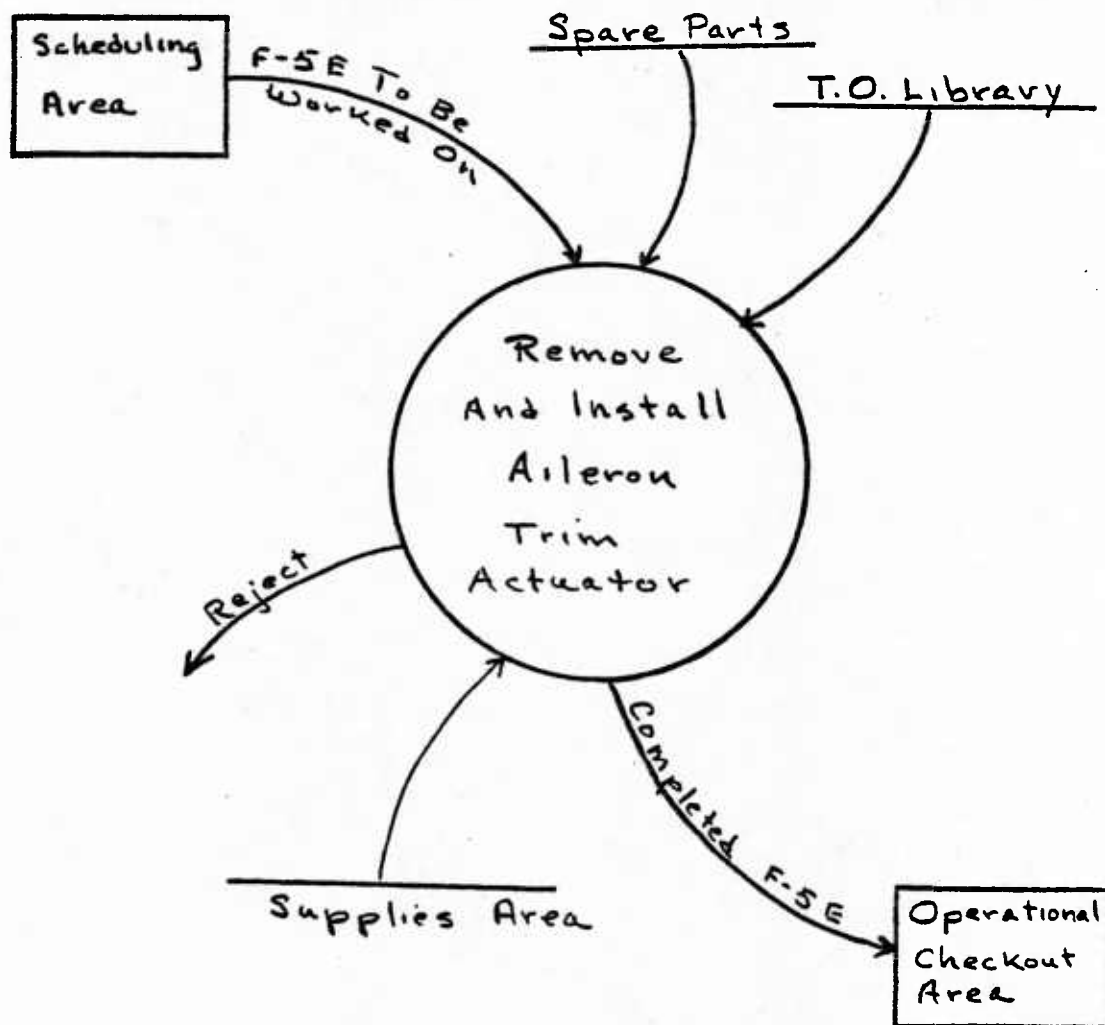 Scheduling
Area
F-5E To Be
Worked On
Spare Parts
T.O. Library
Remove
And Install
Aileron
Trim
Actuator
Reject
Supplies Area
Completed F-5E
Operational
Checkout
Area